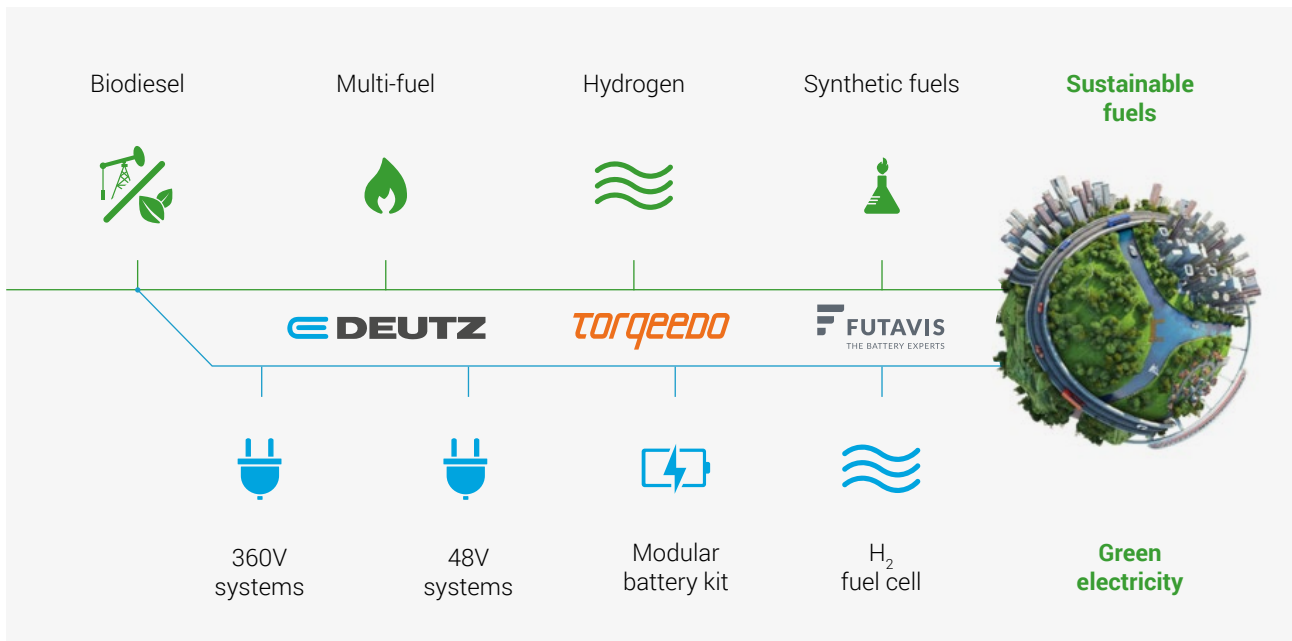 Biodiesel
Multi-fuel
Hydrogen
Synthetic fuels
Sustainable
fuels
DEUTZ
TORQEEDO
FUTAVIS
THE BATTERY EXPERTS
360V
systems
48V
systems
Modular
battery kit
H₂
fuel cell
Green
electricity